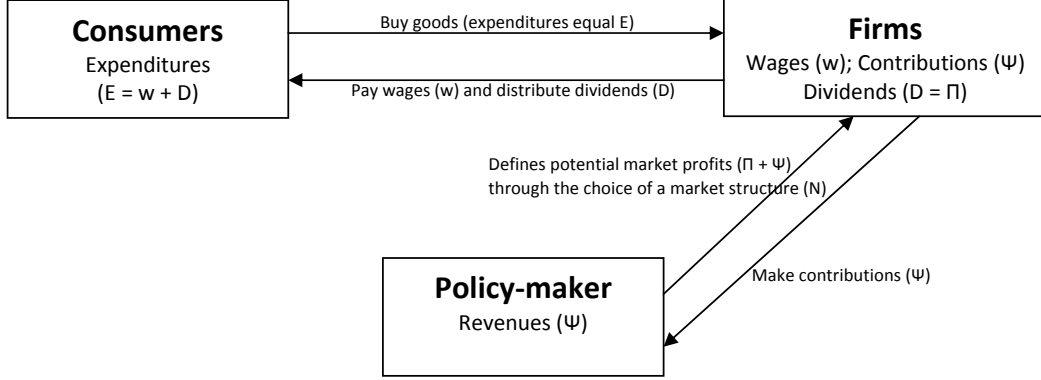 Consumers
Expenditures
(E = w + D)
Buy goods (expenditures equal E)
Pay wages (w) and distribute dividends (D)
Firms
Wages (w); Contributions (Ψ)
Dividends (D = Π)
Defines potential market profits (Π + Ψ)
through the choice of a market structure (N)
Make contributions (Ψ)
Policy-maker
Revenues (Ψ)